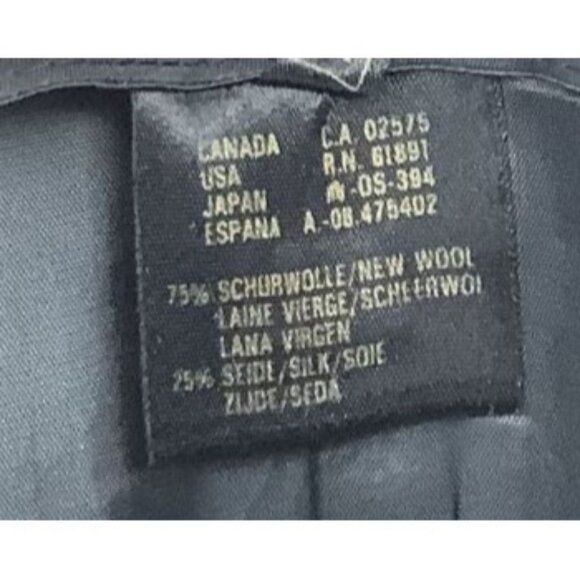 CANADA C.A. 02575
USA R.N. 61891
JAPAN -OS-394
ESPANA A.-08.475402
75% SCHURWOLLE/NEW WOOL
LAINE VIERGE/SCHEERWOL
LANA VIRGEN
25% SEIDE/SILK/SOIE
ZIJDE/SEDA